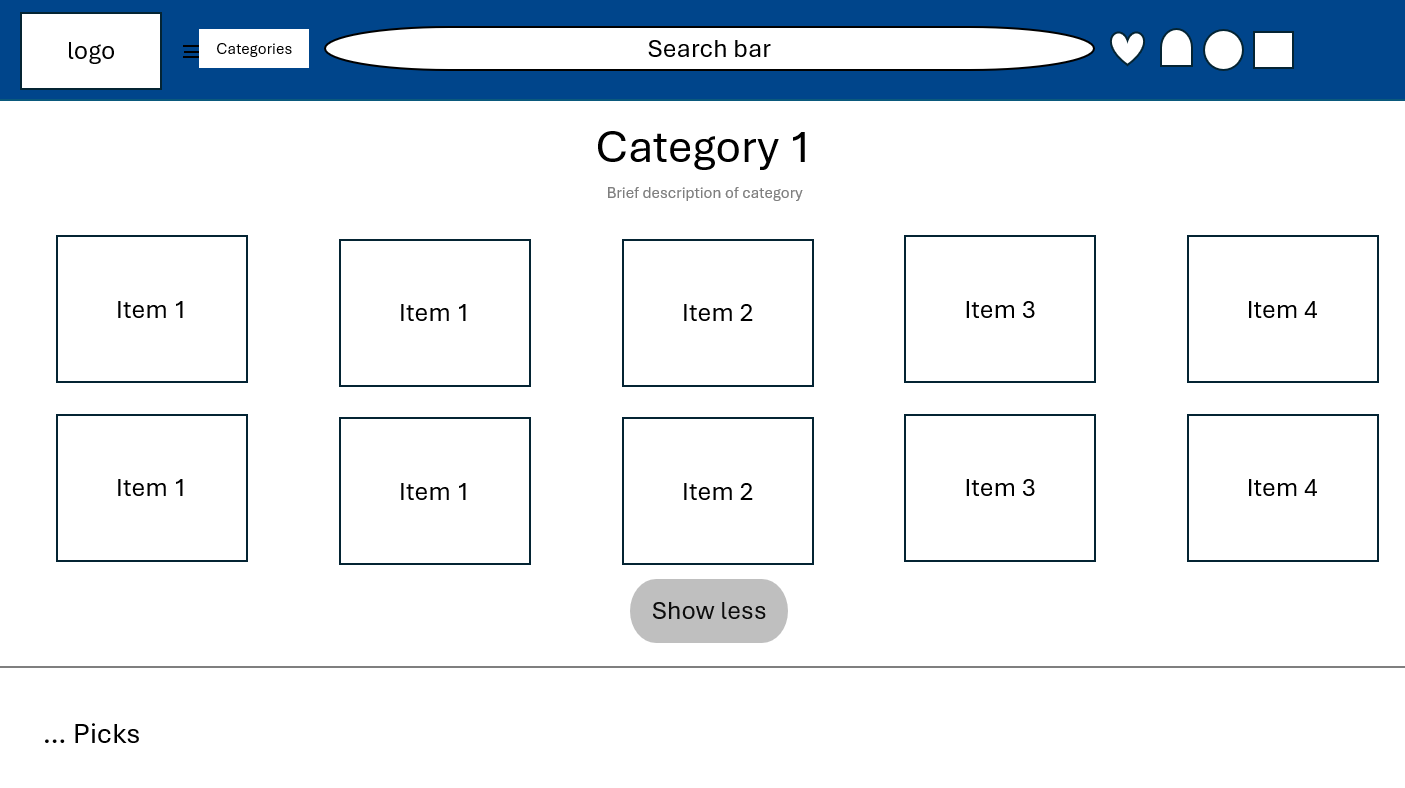 logo
Categories
Search bar
Category 1
Brief description of category
Item 1
Item 1
Item 2
Item 3
Item 4
Item 1
Item 1
Item 2
Item 3
Item 4
Show less
... Picks